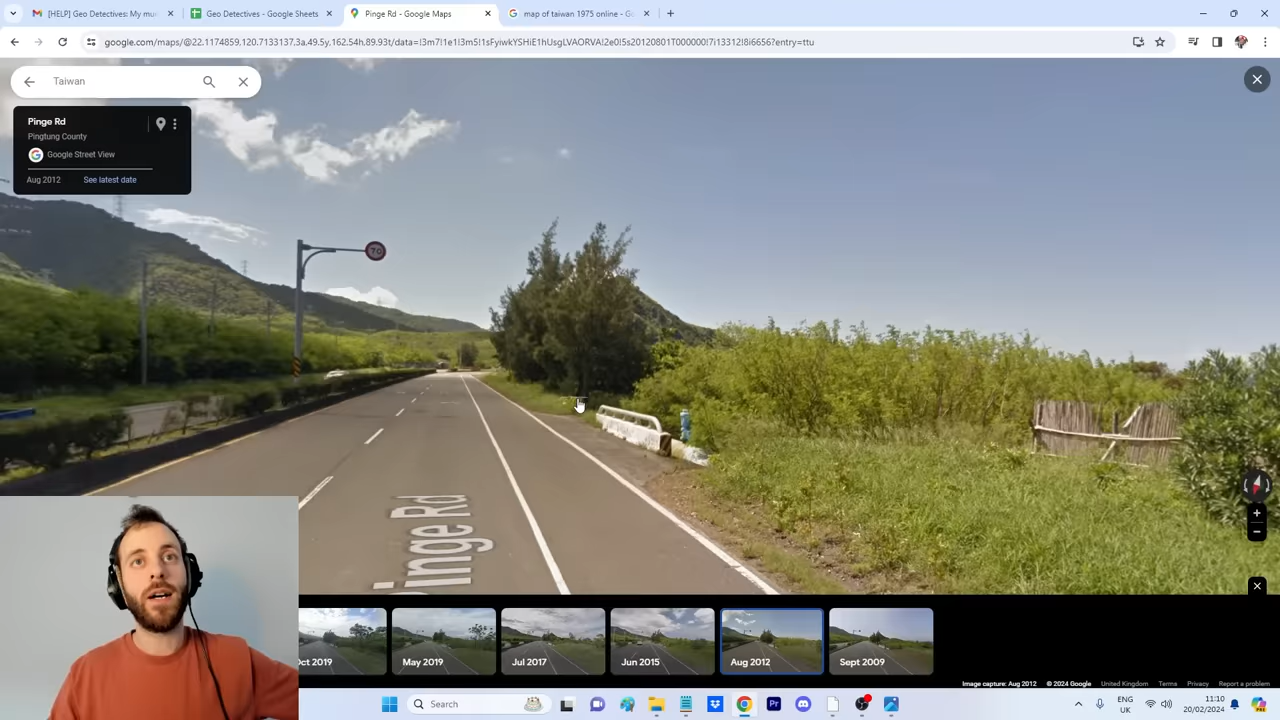 [HELP] Geo Detectives: My mu
Geo Detectives - Google Sheets
Pinge Rd - Google Maps
map of taiwan 1975 online - Go
google.com/maps/@22.1174859,120.7133137,3a,49.5y,162.54h,89.93t/data=!3m7!1e1!3m5!1sFyiwkYSHiE1hUsgLVAORVA!2e0!5s20120801T000000!7i13312!8i6656?entry=ttu
Taiwan
Pinge Rd
Pingtung County
Google Street View
Aug 2012 See latest date
70
Pinge Rd
Oct 2019
May 2019
Jul 2017
Jun 2015
Aug 2012
Sept 2009
Image capture: Aug 2012 © 2024 Google United Kingdom Terms Privacy Report a problem
Search
Pr
ENG
UK
11:10
20/02/2024